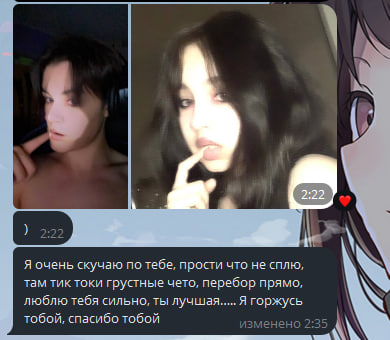 2:22
) 2:22
Я очень скучаю по тебе, прости что не сплю,
там тик токи грустные чето, перебор прямо,
люблю тебя сильно, ты лучшая..... Я горжусь
тобой, спасибо тобой
изменено 2:35